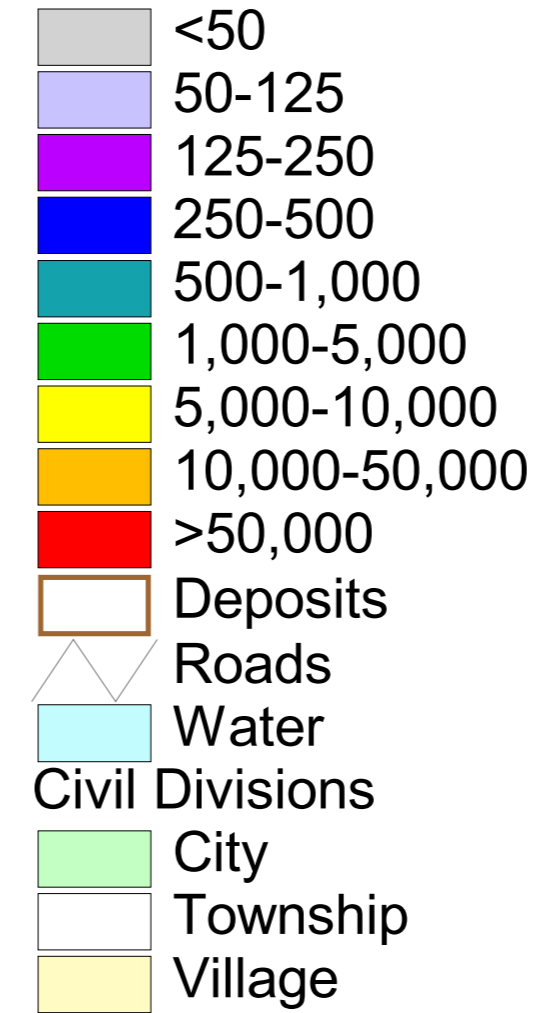 <50
50-125
125-250
250-500
500-1,000
1,000-5,000
5,000-10,000
10,000-50,000
>50,000
Deposits
Roads
Water
Civil Divisions
City
Township
Village